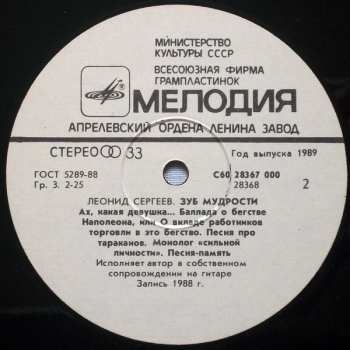 МИНИСТЕРСТВО
КУЛЬТУРЫ СССР
ВСЕСОЮЗНАЯ ФИРМА
ГРАМПЛАСТИНОК
МЕЛОДИЯ
АПРЕЛЕВСКИЙ ОРДЕНА ЛЕНИНА ЗАВОД
СТЕРЕО 33
Год выпуска 1989
ГОСТ 5289-88
Гр. 3. 2-25
С60 28367 000
28368
2
ЛЕОНИД СЕРГЕЕВ. ЗУБ МУДРОСТИ
Ах, какая девушка... Баллада о бегстве
Наполеона, или О вкладе работников
торговли в это бегство. Песня про
тараканов. Монолог «сильной
личности». Песня-память
Исполняет автор в собственном
сопровождении на гитаре
Запись 1988 г.